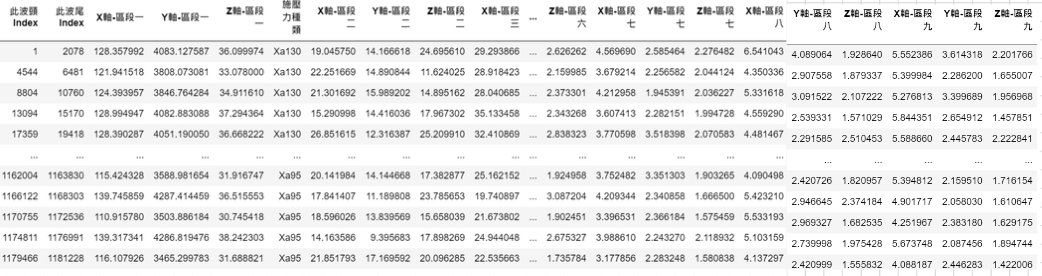 此波頭 Index 此波尾 Index X軸-區段一 Y軸-區段一 Z軸-區段一 施壓力種類 X軸-區段二 Y軸-區段二 Z軸-區段二 X軸-區段三 ... Z軸-區段六 X軸-區段七 Y軸-區段七 Z軸-區段七 X軸-區段八 Y軸-區段八 Z軸-區段八 X軸-區段九 Y軸-區段九 Z軸-區段九
1 2078 128.357992 4083.127587 36.099974 Xa130 19.045750 14.166618 24.695610 29.293866 ... 2.626262 4.569690 2.585464 2.276482 6.541043 4.089064 1.928640 5.552386 3.614318 2.201766
4544 6481 121.941518 3808.073081 33.078000 Xa130 22.251669 14.890844 11.624025 28.918423 ... 2.159985 3.679214 2.256582 2.044124 4.350336 2.907558 1.879337 5.399984 2.286200 1.655007
8804 10760 124.393957 3846.764284 34.911610 Xa130 21.301692 15.989202 14.895162 28.040685 ... 2.373301 4.212958 1.945391 2.036227 5.331618 3.091522 2.107222 5.276813 3.399689 1.956968
13094 15170 128.994947 4082.883088 37.294364 Xa130 15.290998 14.416036 17.967302 35.133458 ... 2.343268 3.607413 2.282151 1.994728 4.559290 2.539331 1.571029 5.844351 2.654912 1.457851
17359 19418 128.390287 4051.190050 36.668222 Xa130 26.851615 12.316387 25.209910 32.410869 ... 2.838323 3.770598 3.518398 2.070583 4.481467 2.291585 2.510453 5.588660 2.445783 2.222841
... ... ... ... ... ... ... ... ... ... ... ... ... ... ... ... ... ... ... ... ...
1162004 1163830 115.424328 3588.981654 31.916747 Xa95 20.141984 14.144668 17.382877 25.162152 ... 1.924958 3.752482 3.351303 1.903265 4.090498 2.420726 1.820957 5.394812 2.159510 1.716154
1166122 1168303 139.745859 4287.414459 36.515553 Xa95 17.841407 11.189808 23.785653 19.740897 ... 3.087204 4.209344 2.340858 1.666500 5.423210 2.946645 2.374184 4.901717 2.058030 1.610647
1170755 1172536 110.915780 3503.886184 30.745418 Xa95 18.596026 13.839569 15.658039 21.673802 ... 1.902451 3.396531 2.366184 1.575459 5.533193 2.969327 1.682535 4.251967 2.383180 1.629175
1174811 1176991 139.317341 4286.819476 38.242303 Xa95 14.163586 9.395683 17.898269 24.944048 ... 2.675327 3.988610 2.243270 2.118932 5.103159 2.739998 1.975428 5.673748 2.087456 1.894744
1179466 1181228 116.107926 3465.299783 31.688821 Xa95 21.851793 17.169592 20.096285 22.535663 ... 1.735784 3.177856 2.283248 1.580838 4.137297 2.420999 1.555832 4.088187 2.446283 1.422006